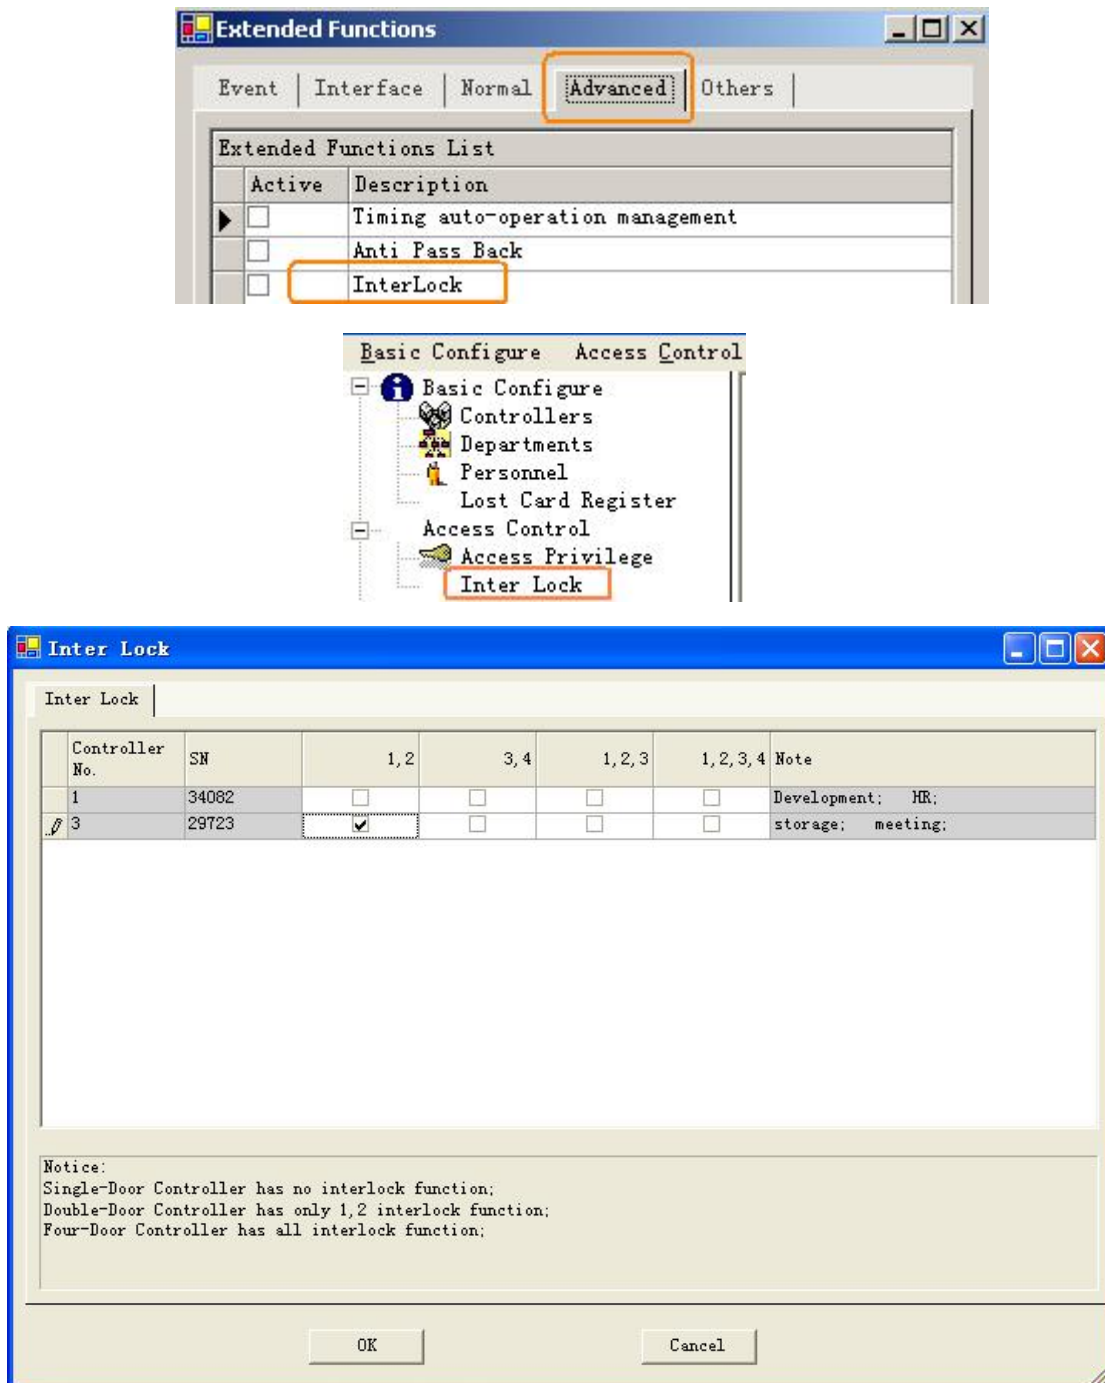 Extended Functions
Event Interface Normal Advanced Others
Extended Functions List
Active Description
Timing auto-operation management
Anti Pass Back
InterLock
Basic Configure Access Control
Basic Configure
Controllers
Departments
Personnel
Lost Card Register
Access Control
Access Privilege
Inter Lock
Inter Lock
Inter Lock
Controller No. SN 1,2 3,4 1,2,3 1,2,3,4 Note
1 34082 Development; HR;
3 29723 storage; meeting;
Notice:
Single-Door Controller has no interlock function;
Double-Door Controller has only 1,2 interlock function;
Four-Door Controller has all interlock function;
OK Cancel